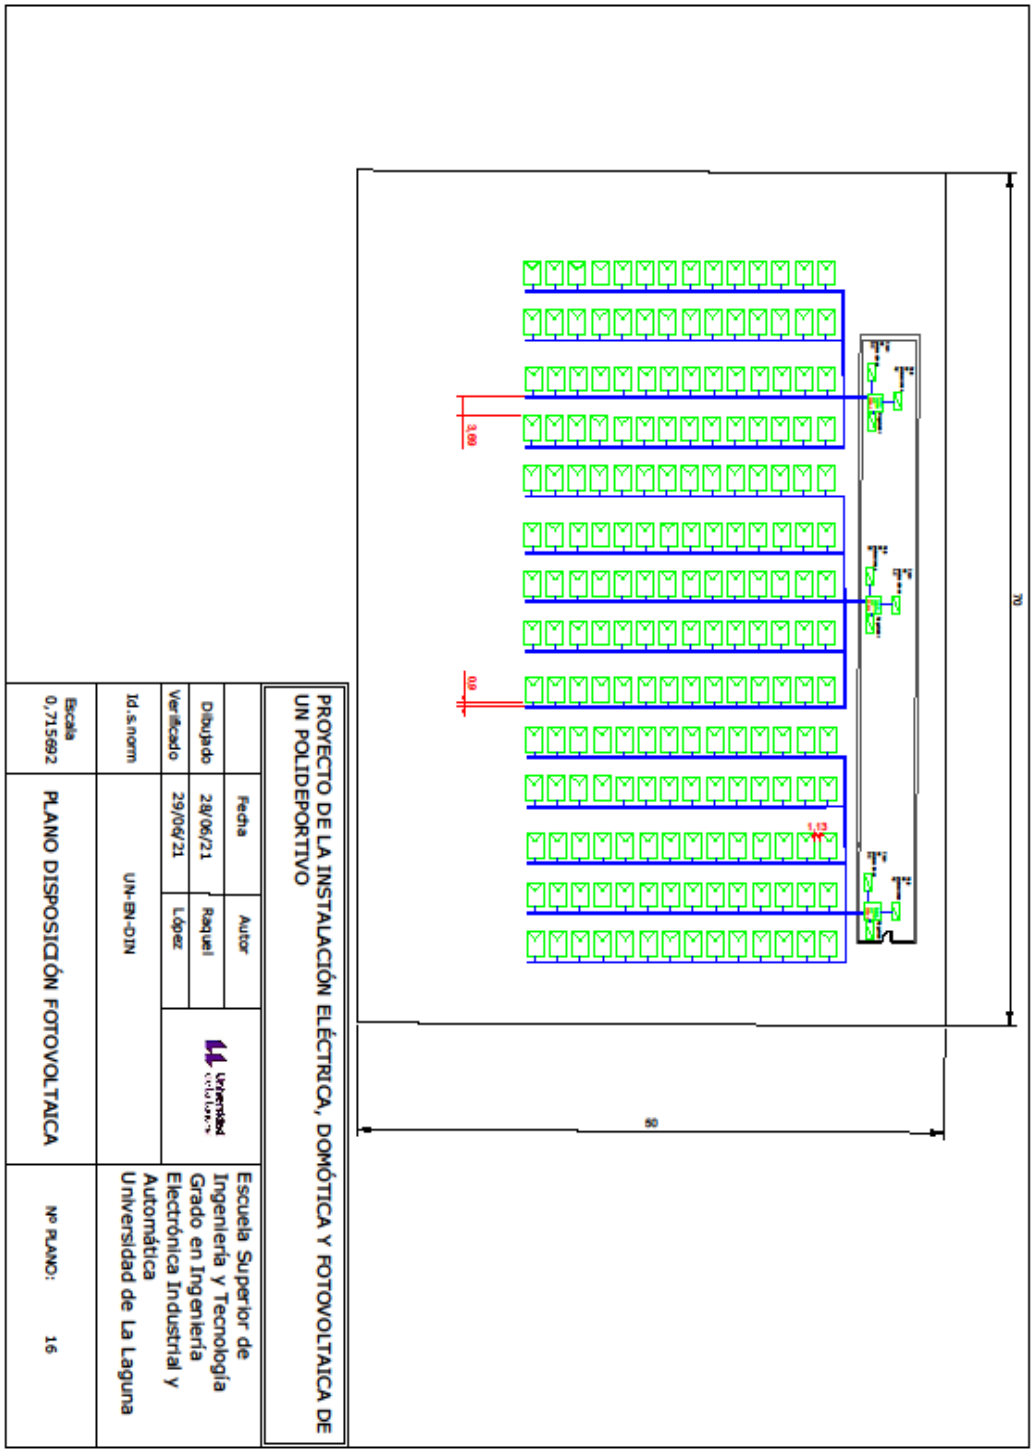 70
50
3,69
0,9
1,13
PROYECTO DE LA INSTALACIÓN ELÉCTRICA, DOMÓTICA Y FOTOVOLTAICA DE
UN POLIDEPORTIVO
Fecha
Autor
Dibujado
28/06/21
Raquel
Verificado
29/06/21
López
Id.s.norm
UN-EN-DIN
Universidad
Escuela Superior de
Ingeniería y Tecnología
Grado en Ingeniería
Electrónica Industrial y
Automática
Universidad de La Laguna
Escala
0,715692
PLANO DISPOSICIÓN FOTOVOLTAICA
Nº PLANO:
16